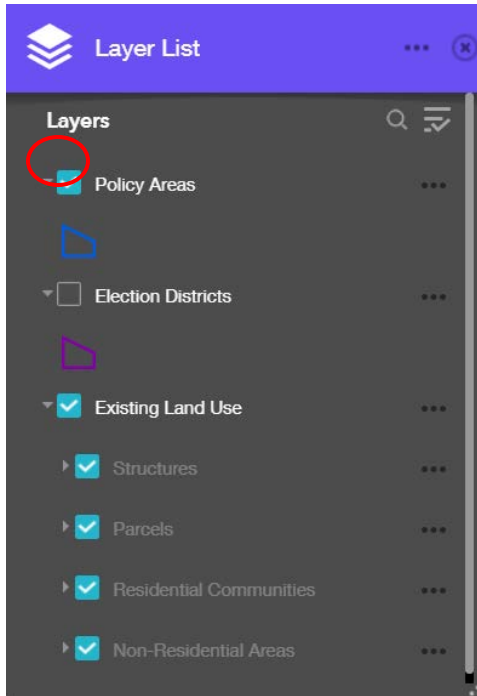 Layer List
Layers
Policy Areas
Election Districts
Existing Land Use
Structures
Parcels
Residential Communities
Non-Residential Areas